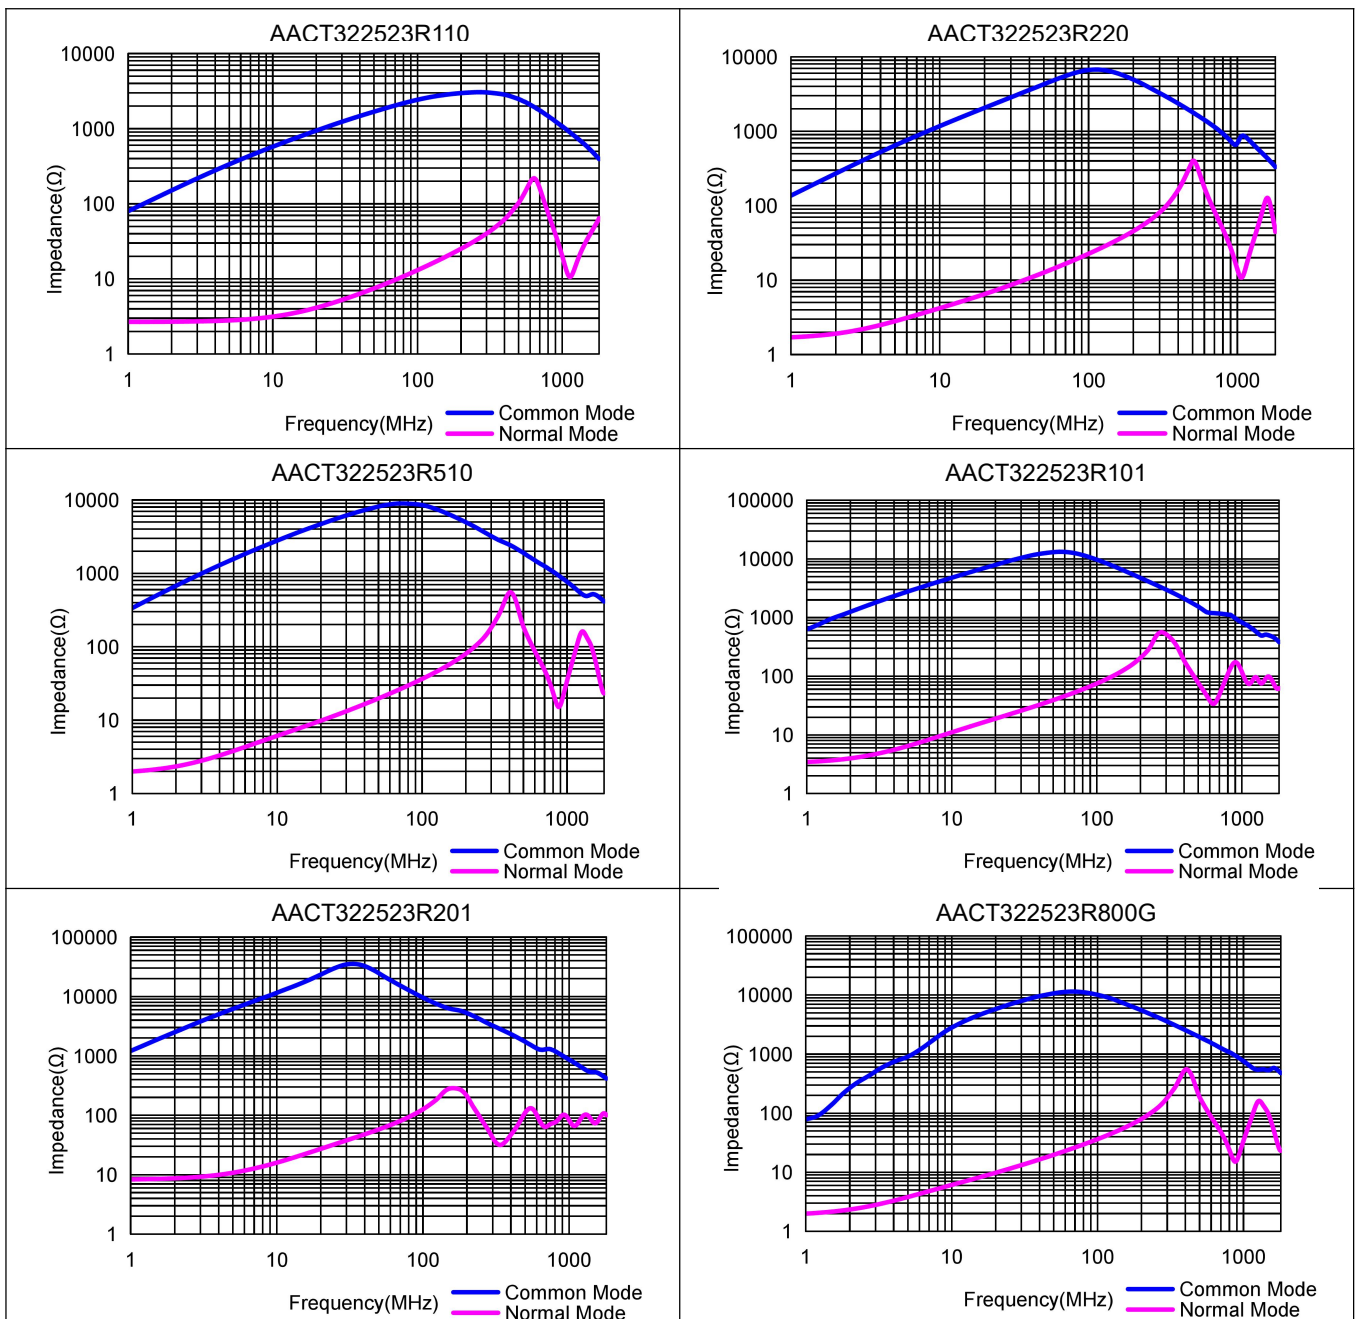 AACT322523R110
10000
1000
100
10
1
Impedance(Ω)
1 10 100 1000
Frequency(MHz)
Common Mode
Normal Mode
AACT322523R220
10000
1000
100
10
1
Impedance(Ω)
1 10 100 1000
Frequency(MHz)
Common Mode
Normal Mode
AACT322523R510
10000
1000
100
10
1
Impedance(Ω)
1 10 100 1000
Frequency(MHz)
Common Mode
Normal Mode
AACT322523R101
100000
10000
1000
100
10
1
Impedance(Ω)
1 10 100 1000
Frequency(MHz)
Common Mode
Normal Mode
AACT322523R201
100000
10000
1000
100
10
1
Impedance(Ω)
1 10 100 1000
Frequency(MHz)
Common Mode
Normal Mode
AACT322523R800G
100000
10000
1000
100
10
1
Impedance(Ω)
1 10 100 1000
Frequency(MHz)
Common Mode
Normal Mode